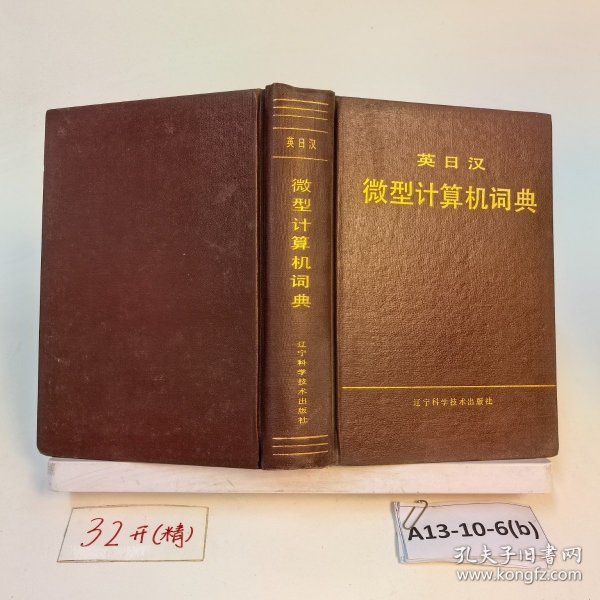 英日汉
微型计算机词典
辽宁科学技术出版社
英日汉
微型计算机词典
辽宁科学技术出版社
32开(精)
A13-10-6(b)
孔夫子旧书网
www.kongfz.com